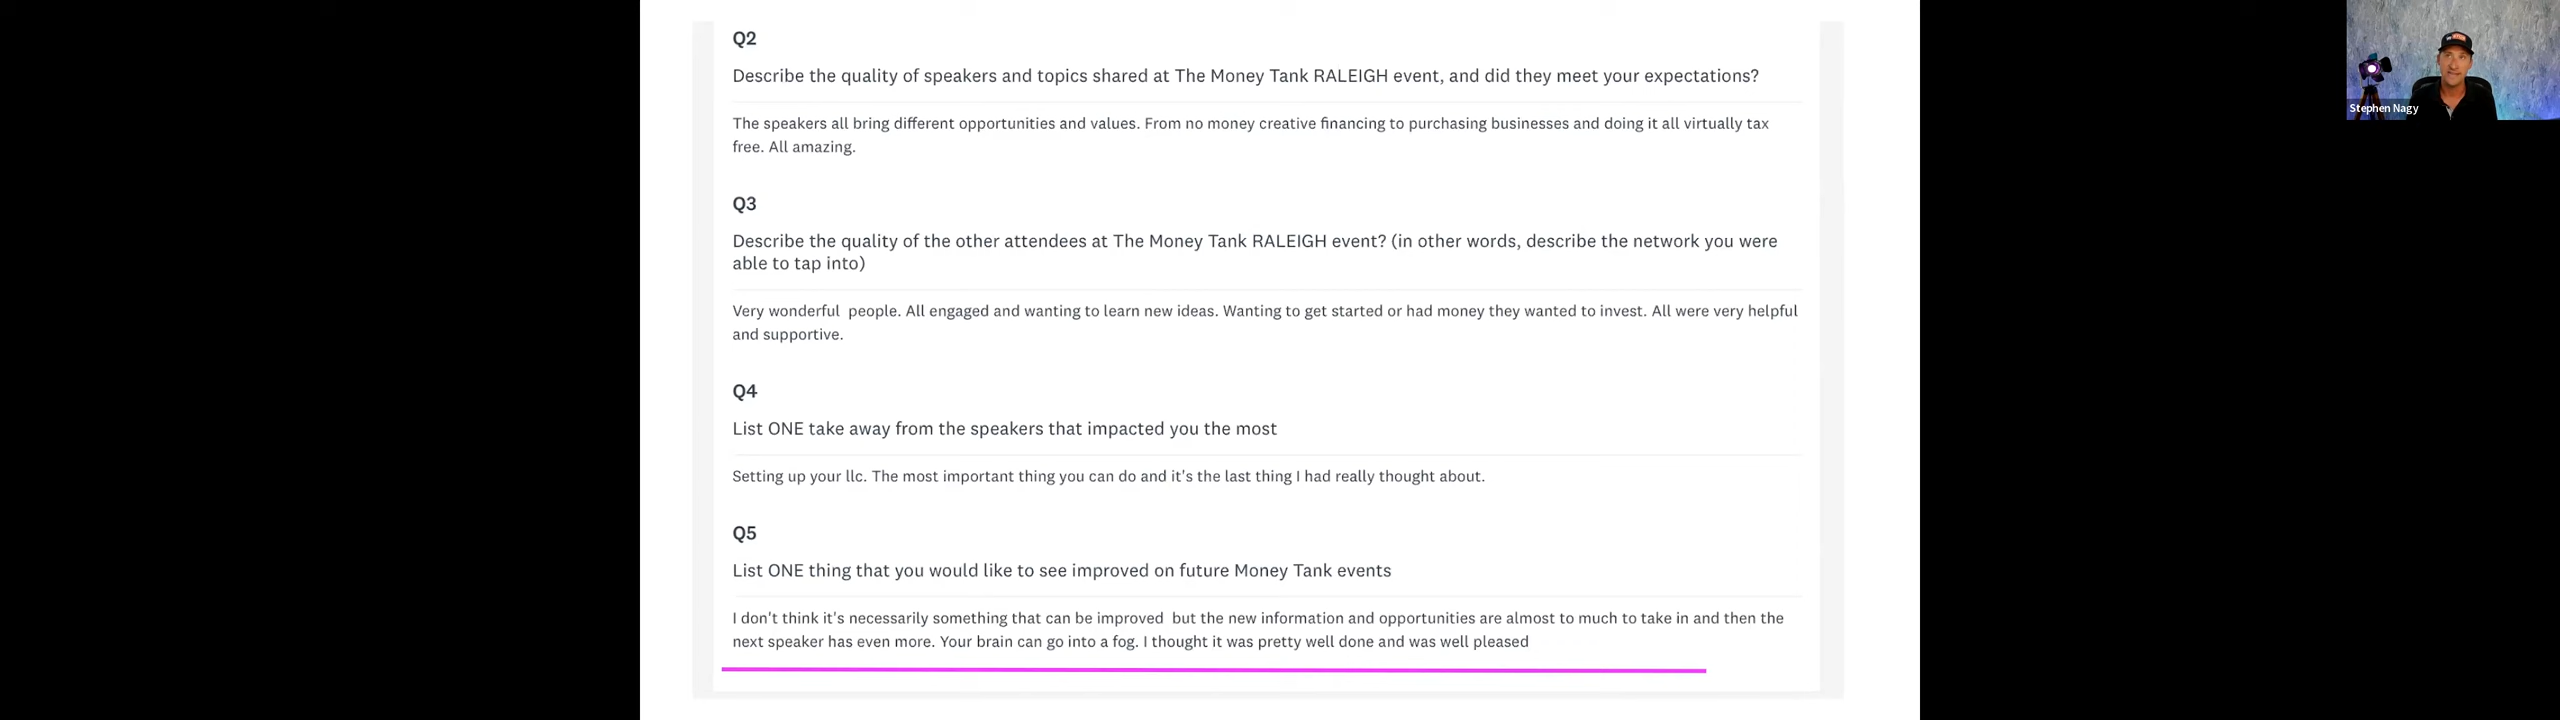 Q2
Describe the quality of speakers and topics shared at The Money Tank RALEIGH event, and did they meet your expectations?
The speakers all bring different opportunities and values. From no money creative financing to purchasing businesses and doing it all virtually tax
free. All amazing.
Q3
Describe the quality of the other attendees at The Money Tank RALEIGH event? (in other words, describe the network you were
able to tap into)
Very wonderful  people. All engaged and wanting to learn new ideas. Wanting to get started or had money they wanted to invest. All were very helpful
and supportive.
Q4
List ONE take away from the speakers that impacted you the most
Setting up your llc. The most important thing you can do and it's the last thing I had really thought about.
Q5
List ONE thing that you would like to see improved on future Money Tank events
I don't think it's necessarily something that can be improved  but the new information and opportunities are almost to much to take in and then the
next speaker has even more. Your brain can go into a fog. I thought it was pretty well done and was well pleased
Stephen Nagy